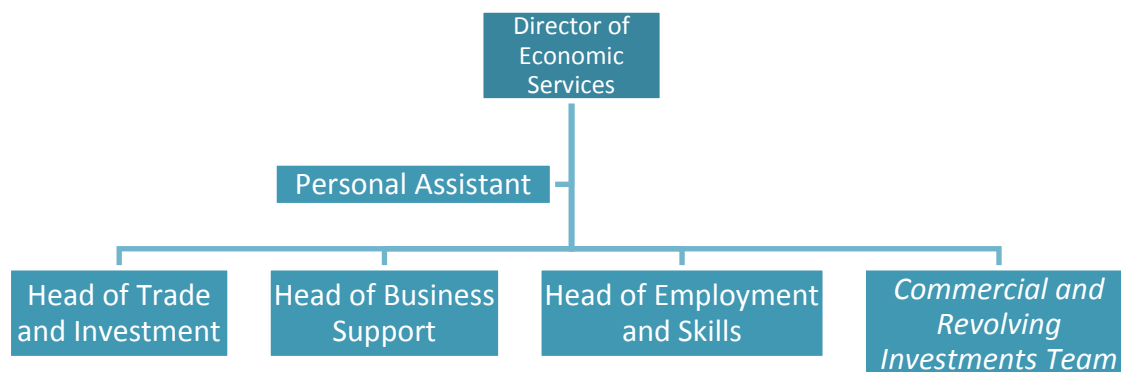 Director of
Economic
Services
Personal Assistant
Head of Trade
and Investment
Head of Business
Support
Head of Employment
and Skills
Commercial and
Revolving
Investments Team